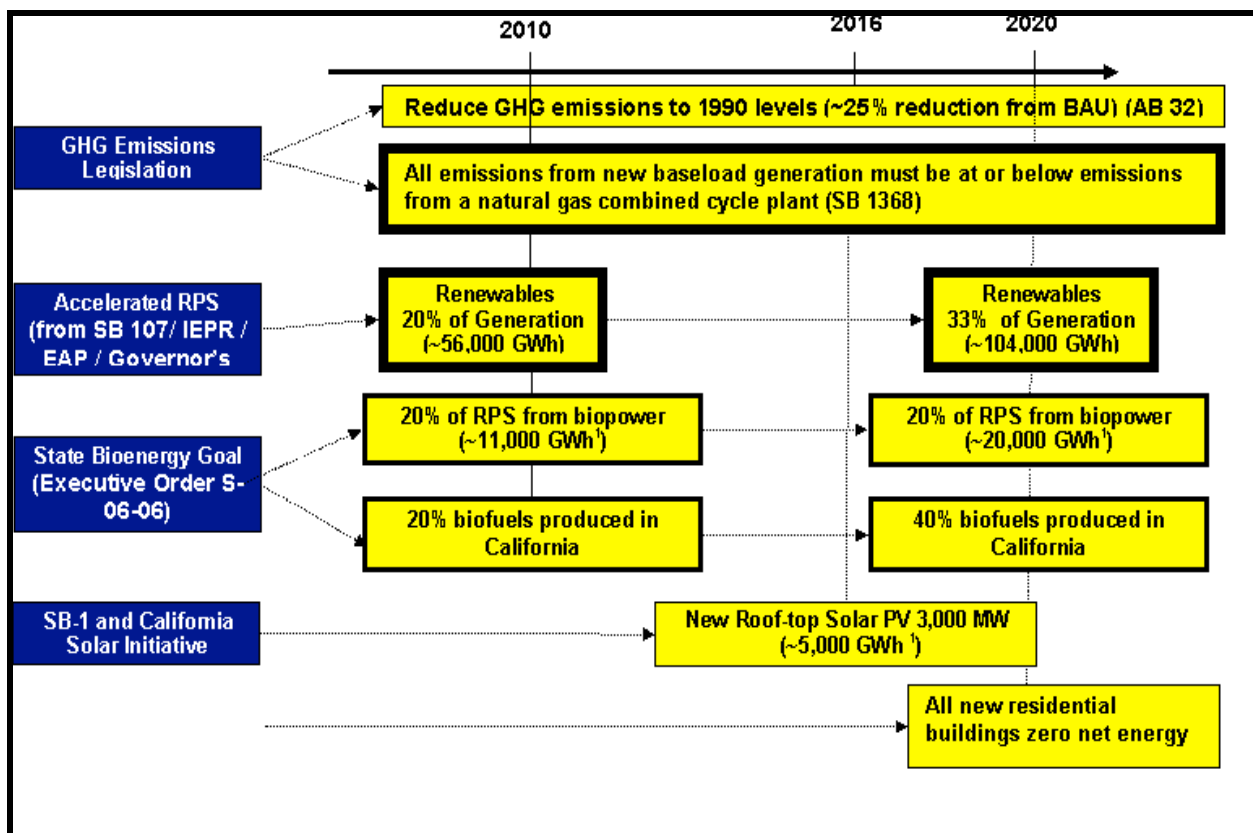 2010
2016
2020
Reduce GHG emissions to 1990 levels (~25% reduction from BAU) (AB 32)
GHG Emissions
Legislation
All emissions from new baseload generation must be at or below emissions
from a natural gas combined cycle plant (SB 1368)
Accelerated RPS
(from SB 107/ IEPR /
EAP / Governor's
Renewables
20% of Generation
(~56,000 GWh)
Renewables
33% of Generation
(~104,000 GWh)
State Bioenergy Goal
(Executive Order S-
06-06)
20% of RPS from biopower
(~11,000 GWh¹)
20% of RPS from biopower
(~20,000 GWh¹)
20% biofuels produced in
California
40% biofuels produced in
California
SB-1 and California
Solar Initiative
New Roof-top Solar PV 3,000 MW
(~5,000 GWh ¹)
All new residential
buildings zero net energy